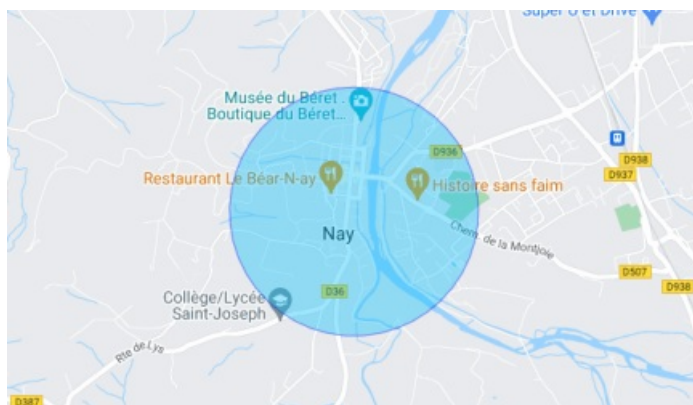 Super U et Drive
Musée du Béret .
Boutique du Béret...
D936
D938
D937
Restaurant Le Béar-N-ay
Histoire sans faim
Nay
Chem. de la Montjoie
D507
D938
Collège/Lycée
Saint-Joseph
D36
Rte de Lys
D387